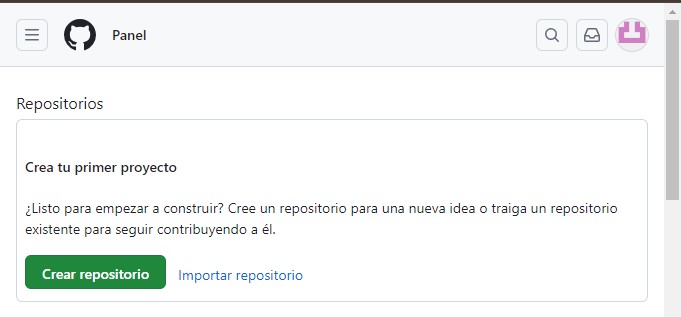 Panel
Repositorios
Crea tu primer proyecto
¿Listo para empezar a construir? Cree un repositorio para una nueva idea o traiga un repositorio
existente para seguir contribuyendo a él.
Crear repositorio
Importar repositorio